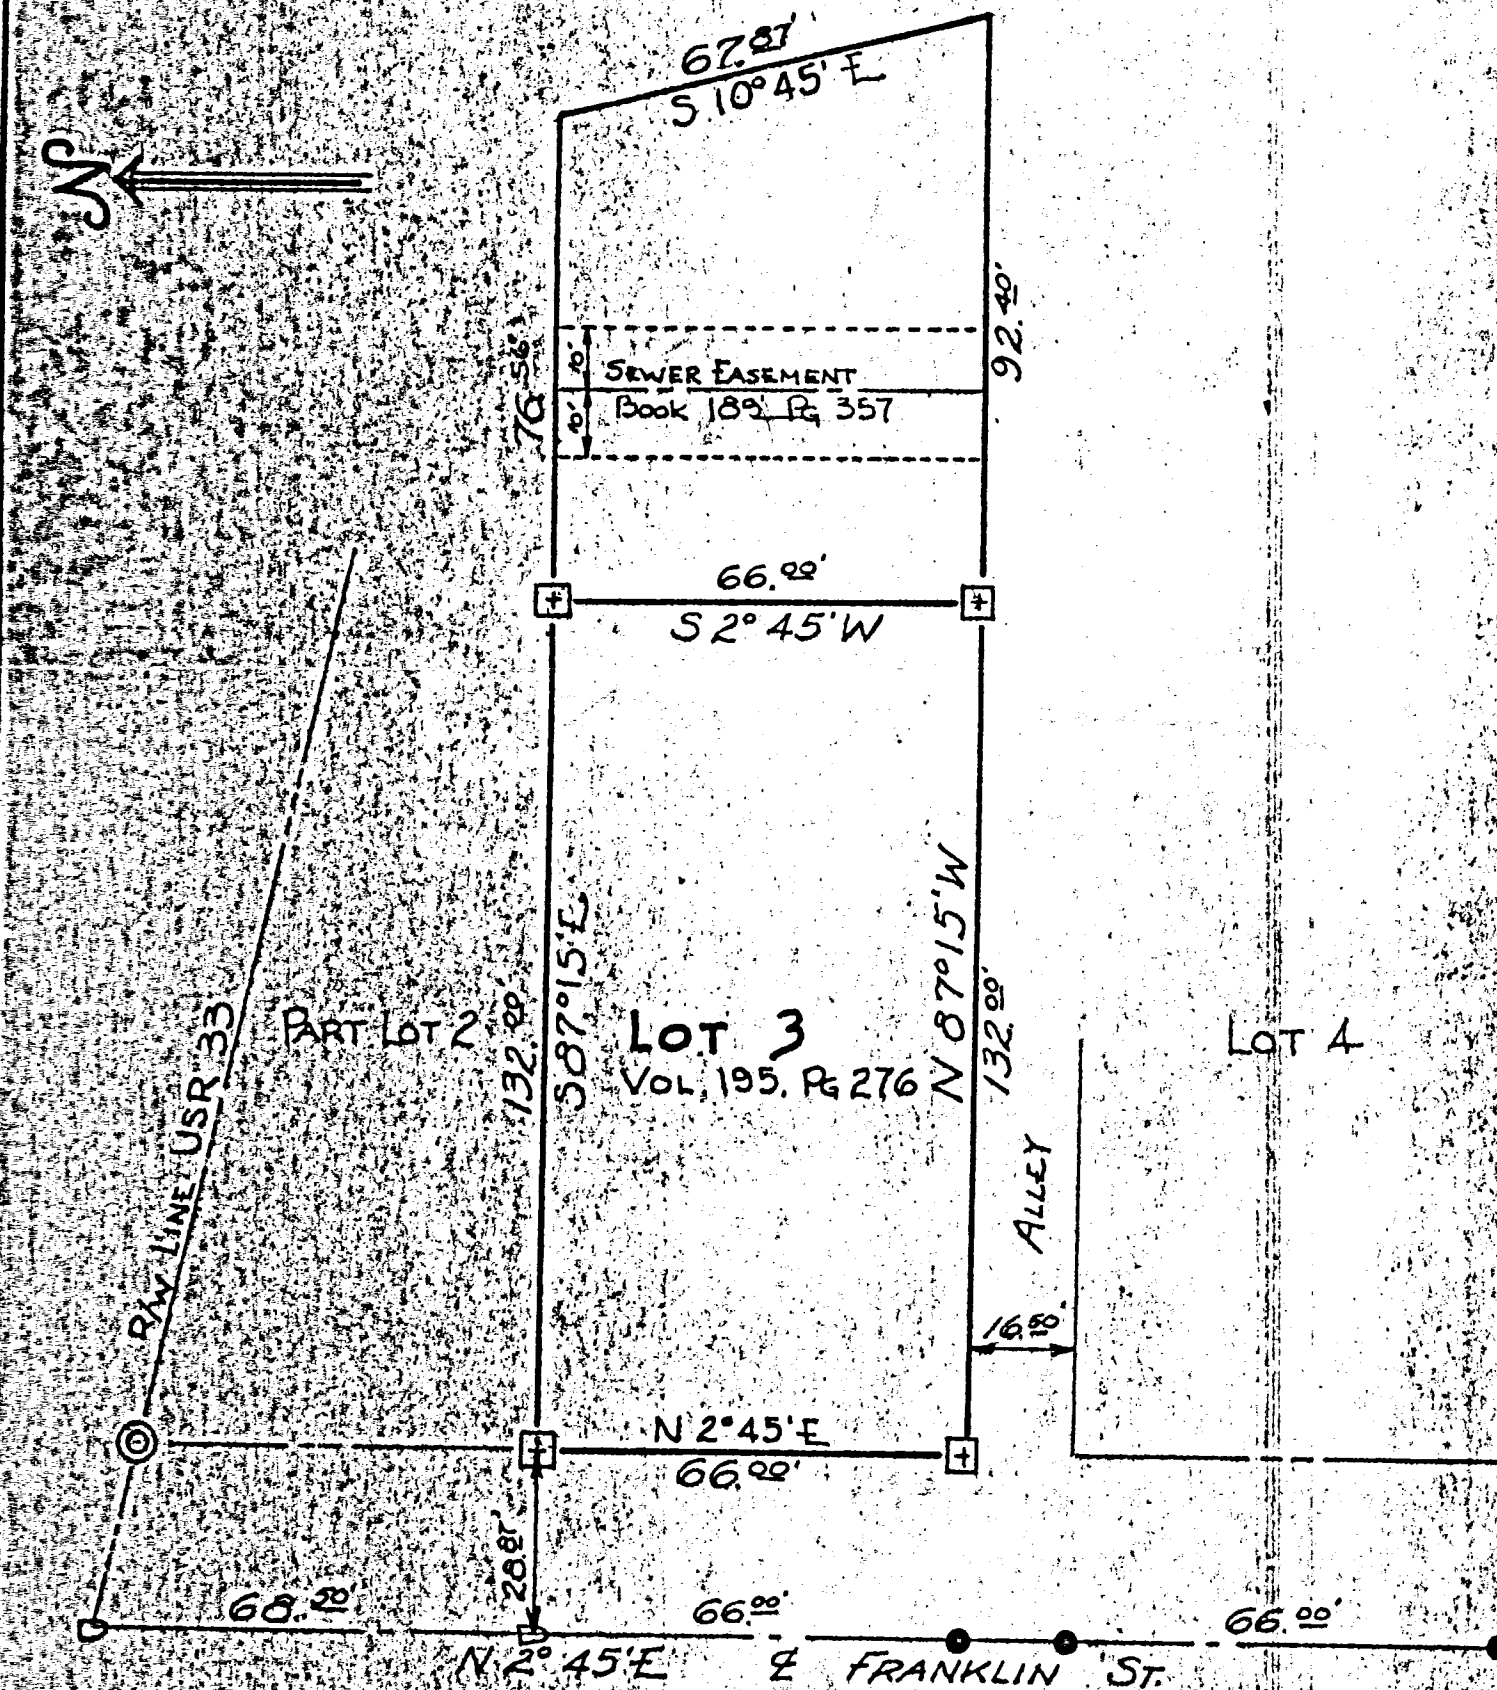 67.87'
S 10°45' E
N
92.40'
76.56'
10'
SEWER EASEMENT
10'
BOOK 189 PG 357
66.00'
S 2° 45' W
R/W LINE USR 33
PART LOT 2
132.00'
S 87°15' E
LOT 3
VOL. 195. PG 276
N 87°15' W
132.00'
LOT 4
ALLEY
16.50'
N 2°45' E
66.00'
28.87'
68.50'
66.00'
66.00'
N 2° 45' E
℄ FRANKLIN ST.